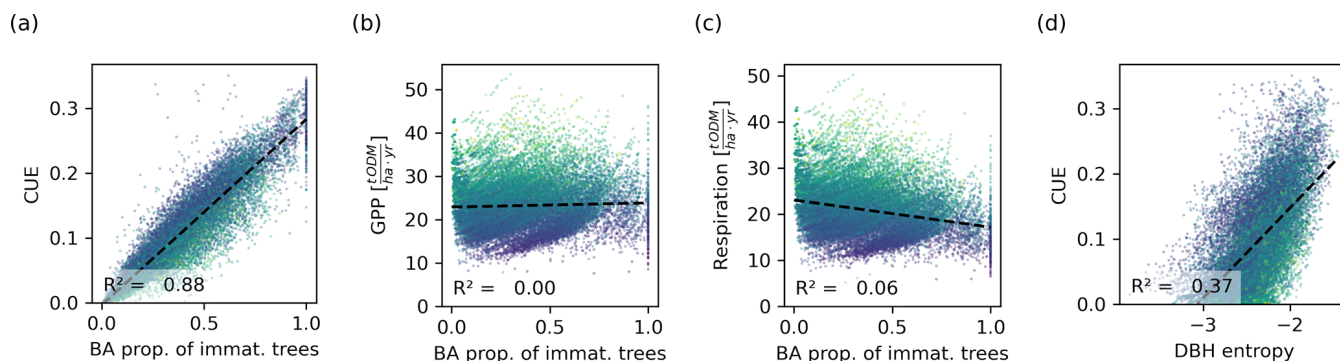 (a)
(b)
(c)
(d)
CUE
0.3
0.2
0.1
0.0
R² = 0.88
0.0 0.5 1.0
BA prop. of immat. trees
GPP [tODM/ha · yr]
50
40
30
20
10
0
R² = 0.00
0.0 0.5 1.0
BA prop. of immat. trees
Respiration [tODM/ha · yr]
50
40
30
20
10
0
R² = 0.06
0.0 0.5 1.0
BA prop. of immat. trees
CUE
0.3
0.2
0.1
0.0
R² = 0.37
−3 −2
DBH entropy